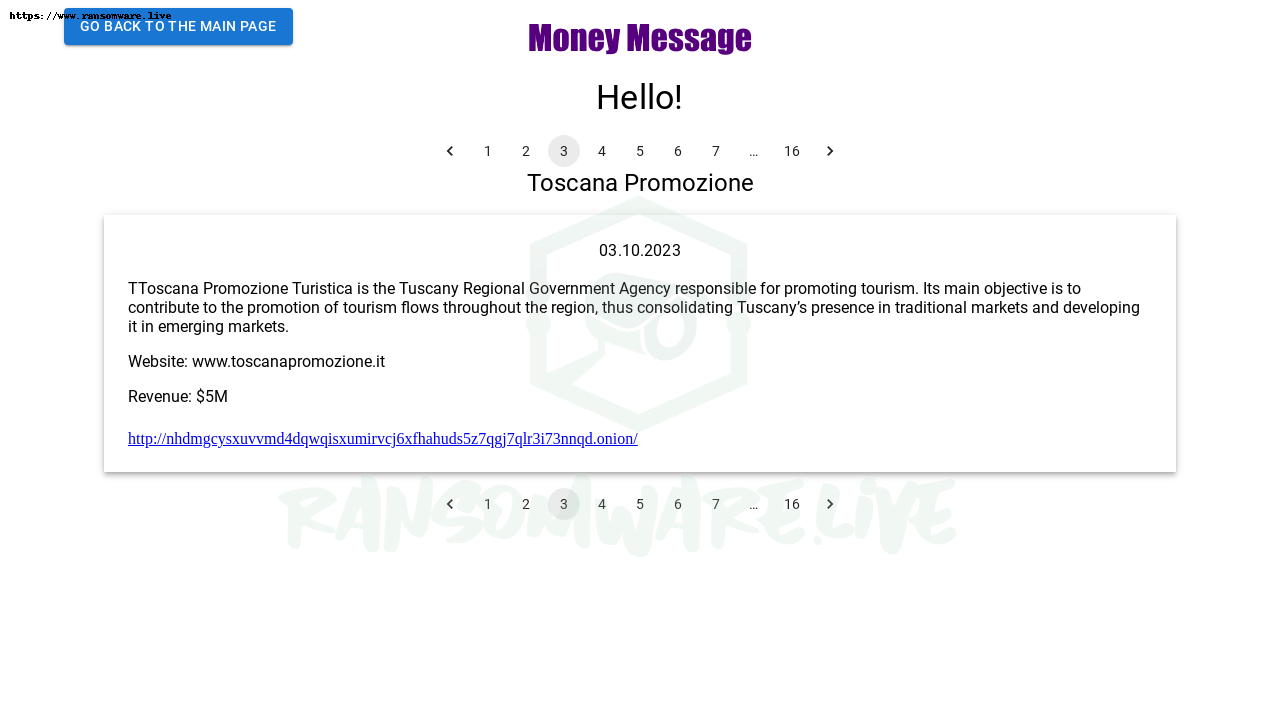 https://www.ransomware.live
GO BACK TO THE MAIN PAGE
Money Message
Hello!
1 2 3 4 5 6 7 … 16
Toscana Promozione
03.10.2023
TToscana Promozione Turistica is the Tuscany Regional Government Agency responsible for promoting tourism. Its main objective is to
contribute to the promotion of tourism flows throughout the region, thus consolidating Tuscany’s presence in traditional markets and developing
it in emerging markets.
Website: www.toscanapromozione.it
Revenue: $5M
http://nhdmgcysxuvvmd4dqwqisxumirvcj6xfhahuds5z7qgj7qlr3i73nnqd.onion/
1 2 3 4 5 6 7 … 16
RANSOMWARE.LIVE